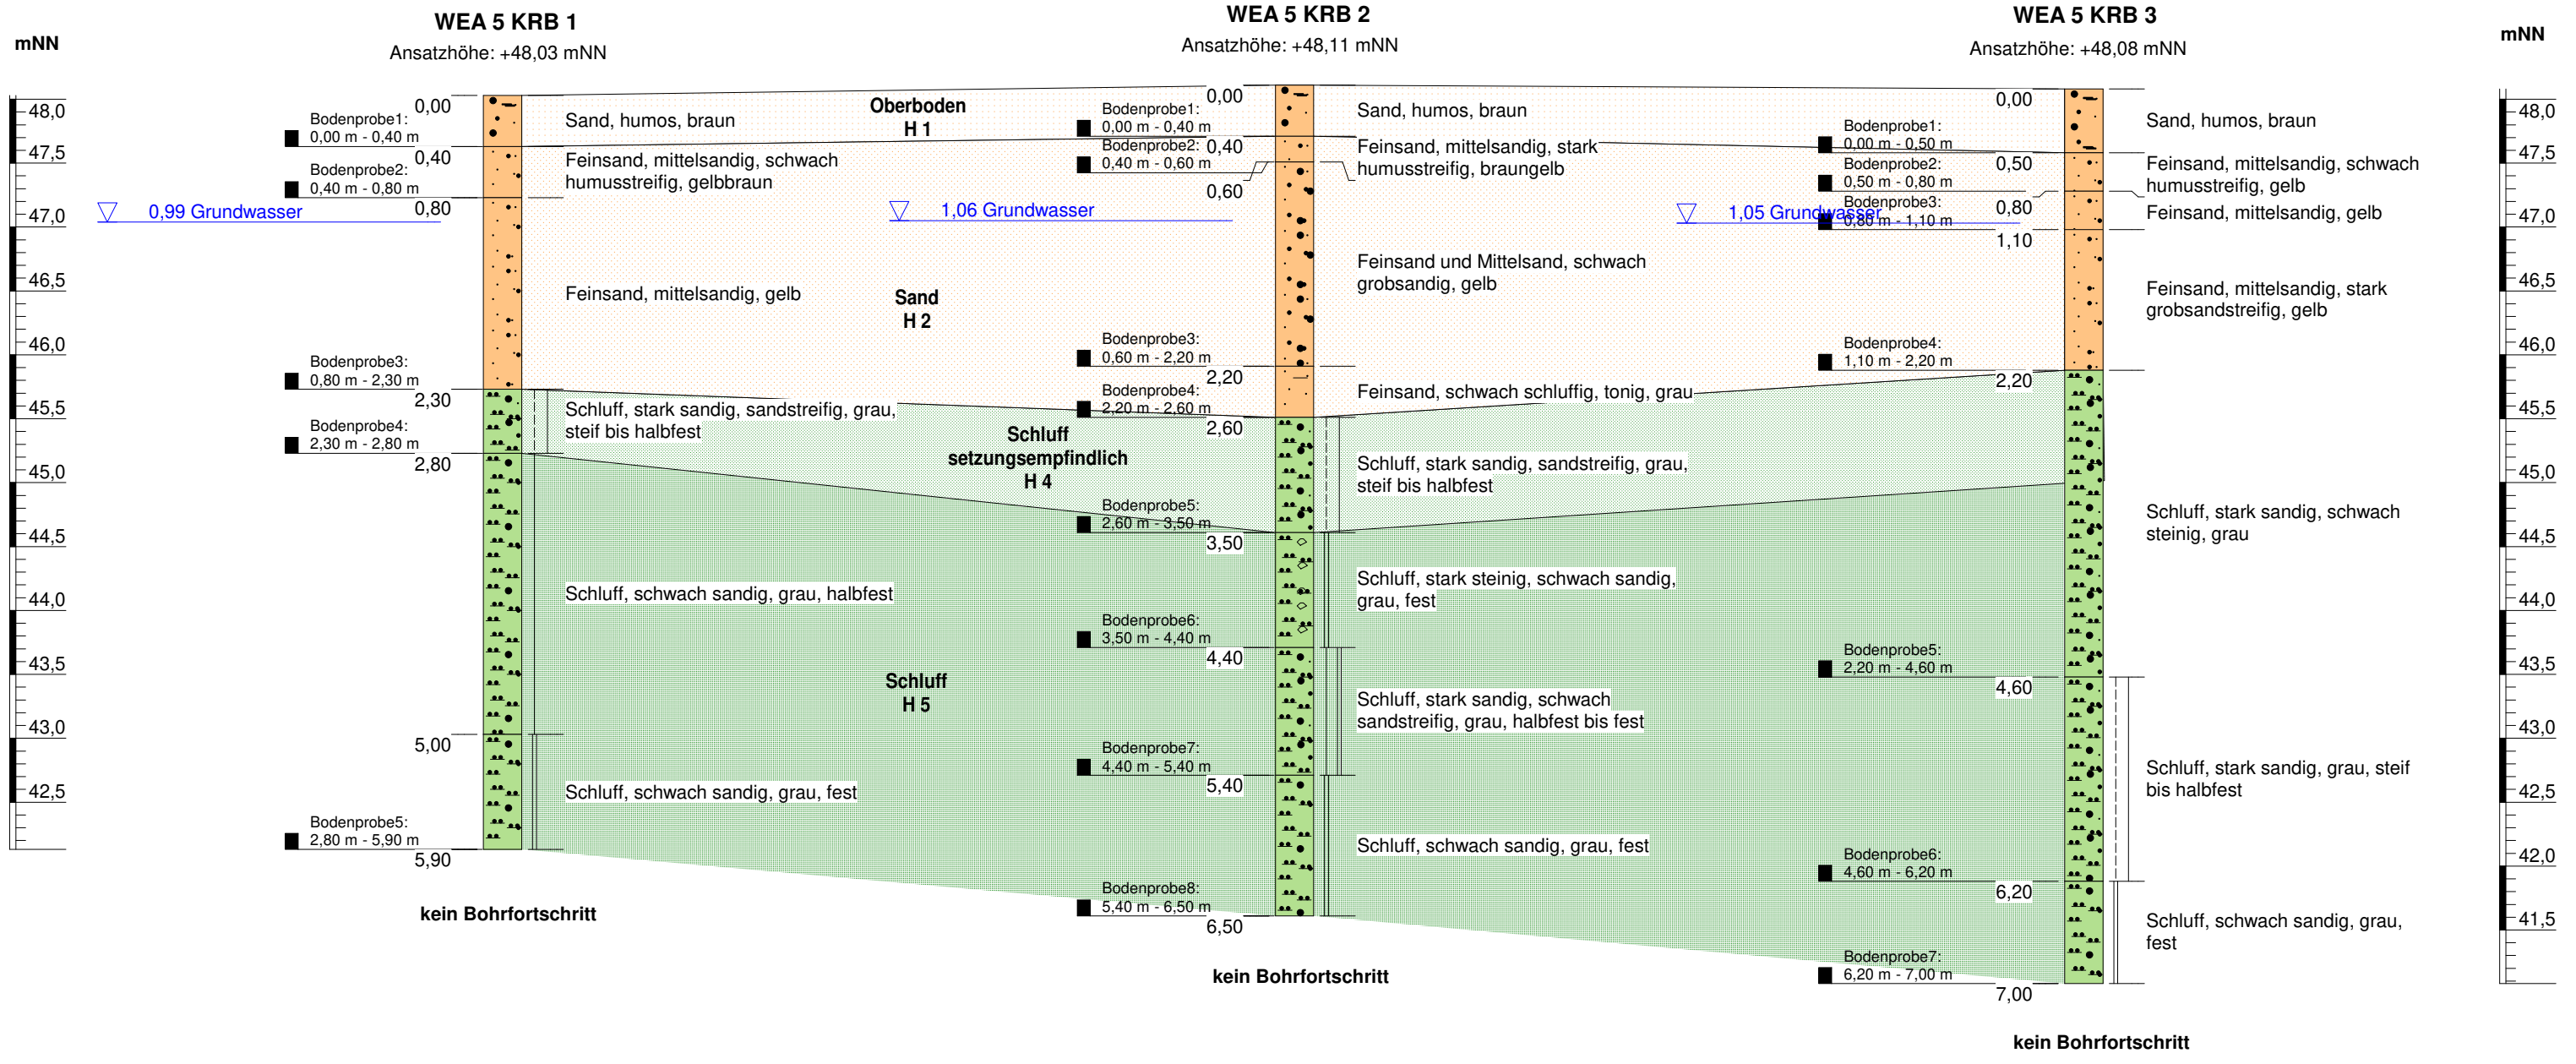 WEA 5 KRB 1
Ansatzhöhe: +48,03 mNN
WEA 5 KRB 2
Ansatzhöhe: +48,11 mNN
WEA 5 KRB 3
Ansatzhöhe: +48,08 mNN
mNN
48,0
47,5
47,0
46,5
46,0
45,5
45,0
44,5
44,0
43,5
43,0
42,5
Bodenprobe1:
0,00 m - 0,40 m
Bodenprobe2:
0,40 m - 0,80 m
0,99 Grundwasser
Bodenprobe3:
0,80 m - 2,30 m
Bodenprobe4:
2,30 m - 2,80 m
Bodenprobe5:
2,80 m - 5,90 m
0,00
0,40
0,80
2,30
2,80
5,00
5,90
kein Bohrfortschritt
Sand, humos, braun
Feinsand, mittelsandig, schwach
humusstreifig, gelbbraun
Feinsand, mittelsandig, gelb
Schluff, stark sandig, sandstreifig, grau,
steif bis halbfest
Schluff, schwach sandig, grau, halbfest
Schluff, schwach sandig, grau, fest
Oberboden
H 1
Sand
H 2
Schluff
setzungsempfindlich
H 4
Schluff
H 5
Bodenprobe1:
0,00 m - 0,40 m
Bodenprobe2:
0,40 m - 0,60 m
1,06 Grundwasser
Bodenprobe3:
0,60 m - 2,20 m
Bodenprobe4:
2,20 m - 2,60 m
Bodenprobe5:
2,60 m - 3,50 m
Bodenprobe6:
3,50 m - 4,40 m
Bodenprobe7:
4,40 m - 5,40 m
Bodenprobe8:
5,40 m - 6,50 m
0,00
0,40
0,60
2,20
2,60
3,50
4,40
5,40
6,50
kein Bohrfortschritt
Sand, humos, braun
Feinsand, mittelsandig, stark
humusstreifig, braungelb
Feinsand und Mittelsand, schwach
grobsandig, gelb
Feinsand, schwach schluffig, tonig, grau
Schluff, stark sandig, sandstreifig, grau,
steif bis halbfest
Schluff, stark steinig, schwach sandig,
grau, fest
Schluff, stark sandig, schwach
sandstreifig, grau, halbfest bis fest
Schluff, schwach sandig, grau, fest
Bodenprobe1:
0,00 m - 0,50 m
Bodenprobe2:
0,50 m - 0,80 m
Bodenprobe3:
0,80 m - 1,10 m
1,05 Grundwasser
Bodenprobe4:
1,10 m - 2,20 m
Bodenprobe5:
2,20 m - 4,60 m
Bodenprobe6:
4,60 m - 6,20 m
Bodenprobe7:
6,20 m - 7,00 m
0,00
0,50
0,80
1,10
2,20
4,60
6,20
7,00
kein Bohrfortschritt
Sand, humos, braun
Feinsand, mittelsandig, schwach
humusstreifig, gelb
Feinsand, mittelsandig, gelb
Feinsand, mittelsandig, stark
grobsandstreifig, gelb
Schluff, stark sandig, schwach
steinig, grau
Schluff, stark sandig, grau, steif
bis halbfest
Schluff, schwach sandig, grau,
fest
mNN
48,0
47,5
47,0
46,5
46,0
45,5
45,0
44,5
44,0
43,5
43,0
42,5
42,0
41,5